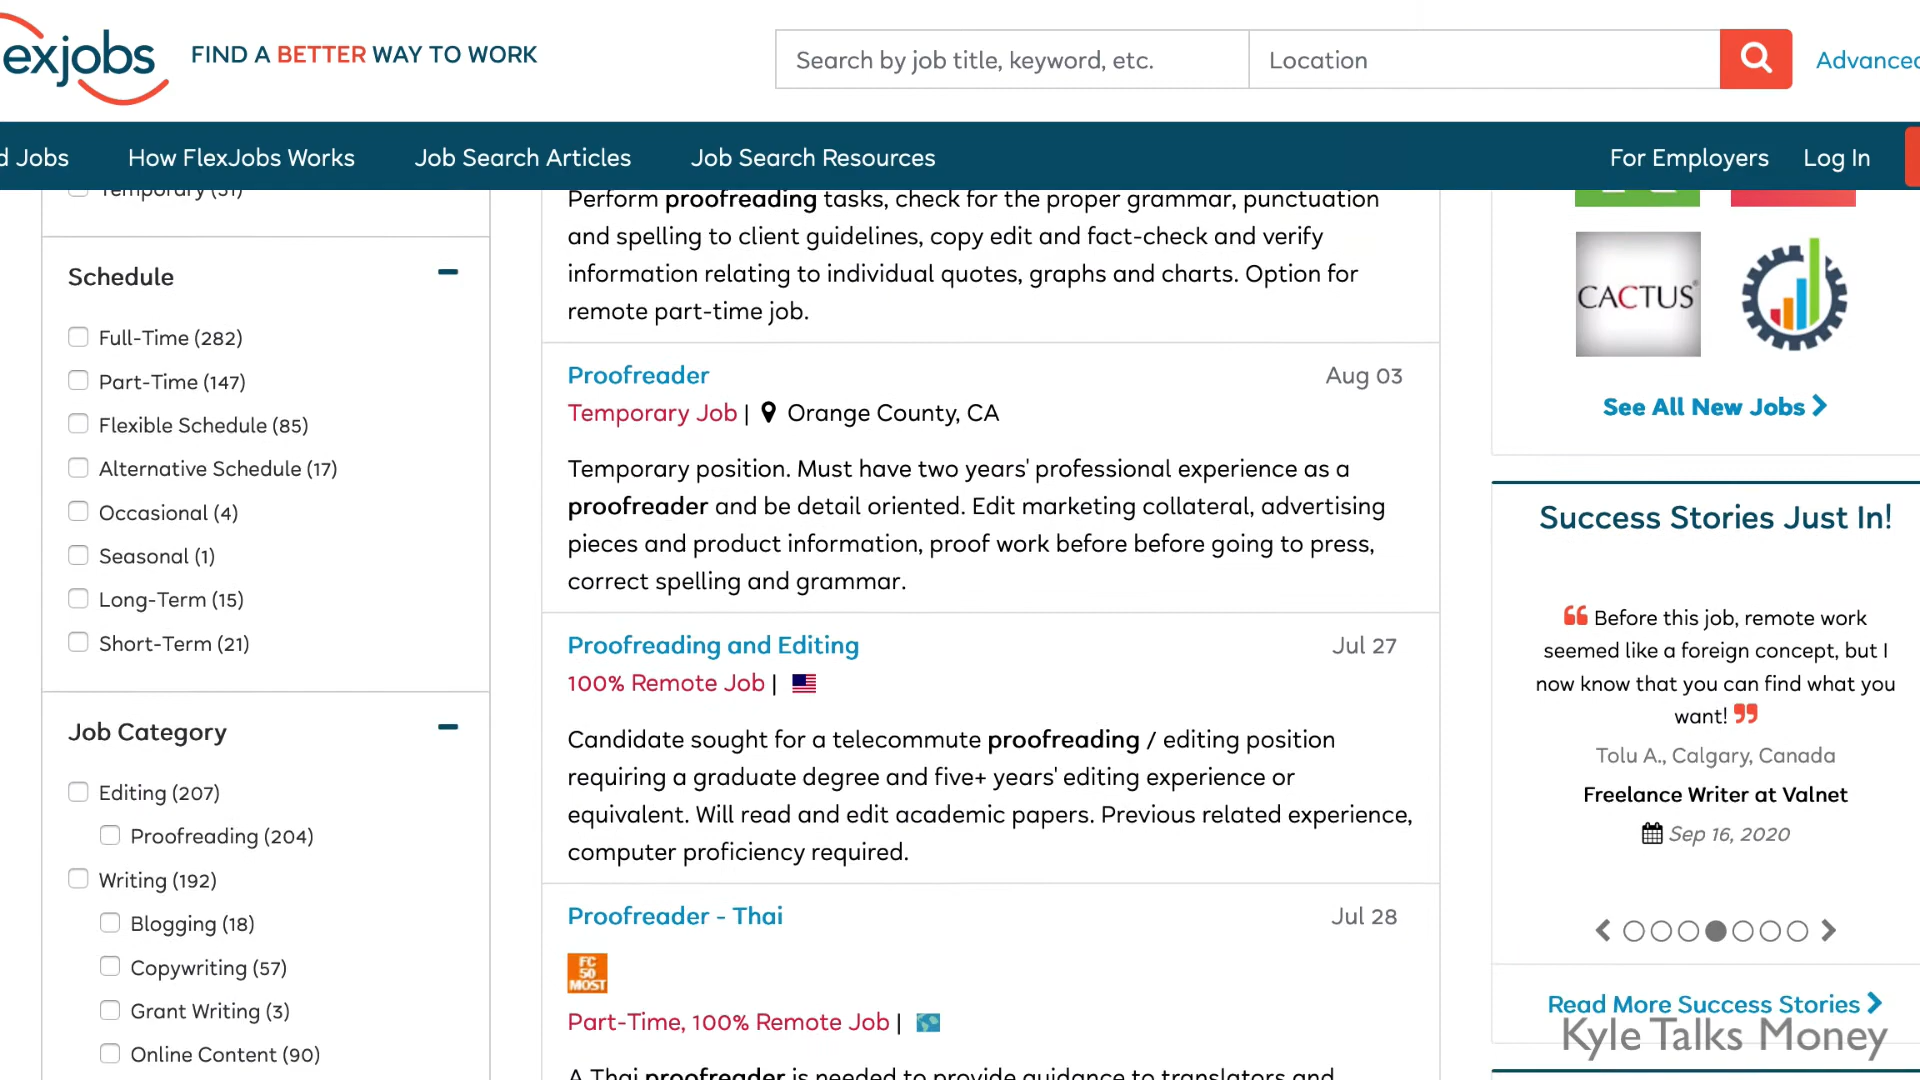 exjobs
FIND A BETTER WAY TO WORK
Search by job title, keyword, etc.
Location
Advanced
d Jobs
How FlexJobs Works
Job Search Articles
Job Search Resources
For Employers
Log In
Temporary (31)
Schedule
Full-Time (282)
Part-Time (147)
Flexible Schedule (85)
Alternative Schedule (17)
Occasional (4)
Seasonal (1)
Long-Term (15)
Short-Term (21)
Job Category
Editing (207)
Proofreading (204)
Writing (192)
Blogging (18)
Copywriting (57)
Grant Writing (3)
Online Content (90)
Perform proofreading tasks, check for the proper grammar, punctuation
and spelling to client guidelines, copy edit and fact-check and verify
information relating to individual quotes, graphs and charts. Option for
remote part-time job.
Proofreader
Aug 03
Temporary Job | Orange County, CA
Temporary position. Must have two years' professional experience as a
proofreader and be detail oriented. Edit marketing collateral, advertising
pieces and product information, proof work before before going to press,
correct spelling and grammar.
Proofreading and Editing
Jul 27
100% Remote Job |
Candidate sought for a telecommute proofreading / editing position
requiring a graduate degree and five+ years' editing experience or
equivalent. Will read and edit academic papers. Previous related experience,
computer proficiency required.
Proofreader - Thai
Jul 28
FC
50
MOST
Part-Time, 100% Remote Job |
A Thai proofreader is needed to provide guidance to translators and
CACTUS
See All New Jobs
Success Stories Just In!
Before this job, remote work
seemed like a foreign concept, but I
now know that you can find what you
want!
Tolu A., Calgary, Canada
Freelance Writer at Valnet
Sep 16, 2020
Read More Success Stories
Kyle Talks Money